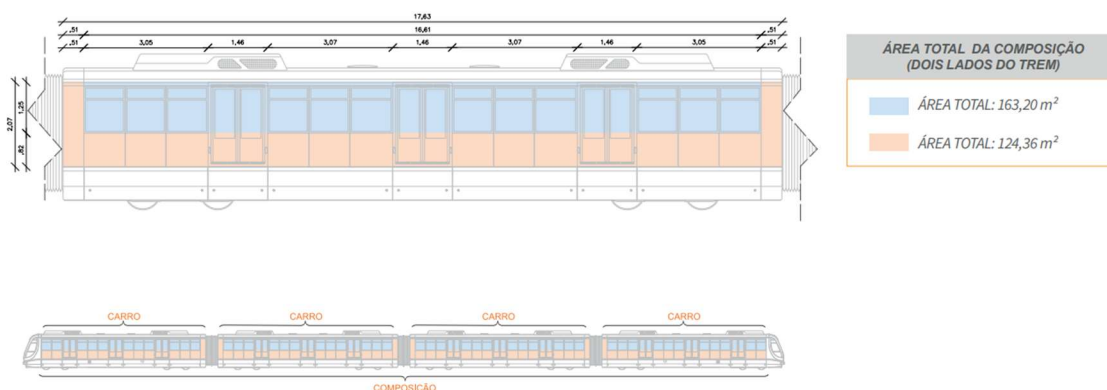 17,63
,51 16,61 ,51
,51 3,05 1,46 3,07 1,46 3,07 1,46 3,05 ,51
2,07
1,25
,82
ÁREA TOTAL DA COMPOSIÇÃO
(DOIS LADOS DO TREM)
ÁREA TOTAL: 163,20 m²
ÁREA TOTAL: 124,36 m²
CARRO CARRO CARRO CARRO
COMPOSIÇÃO